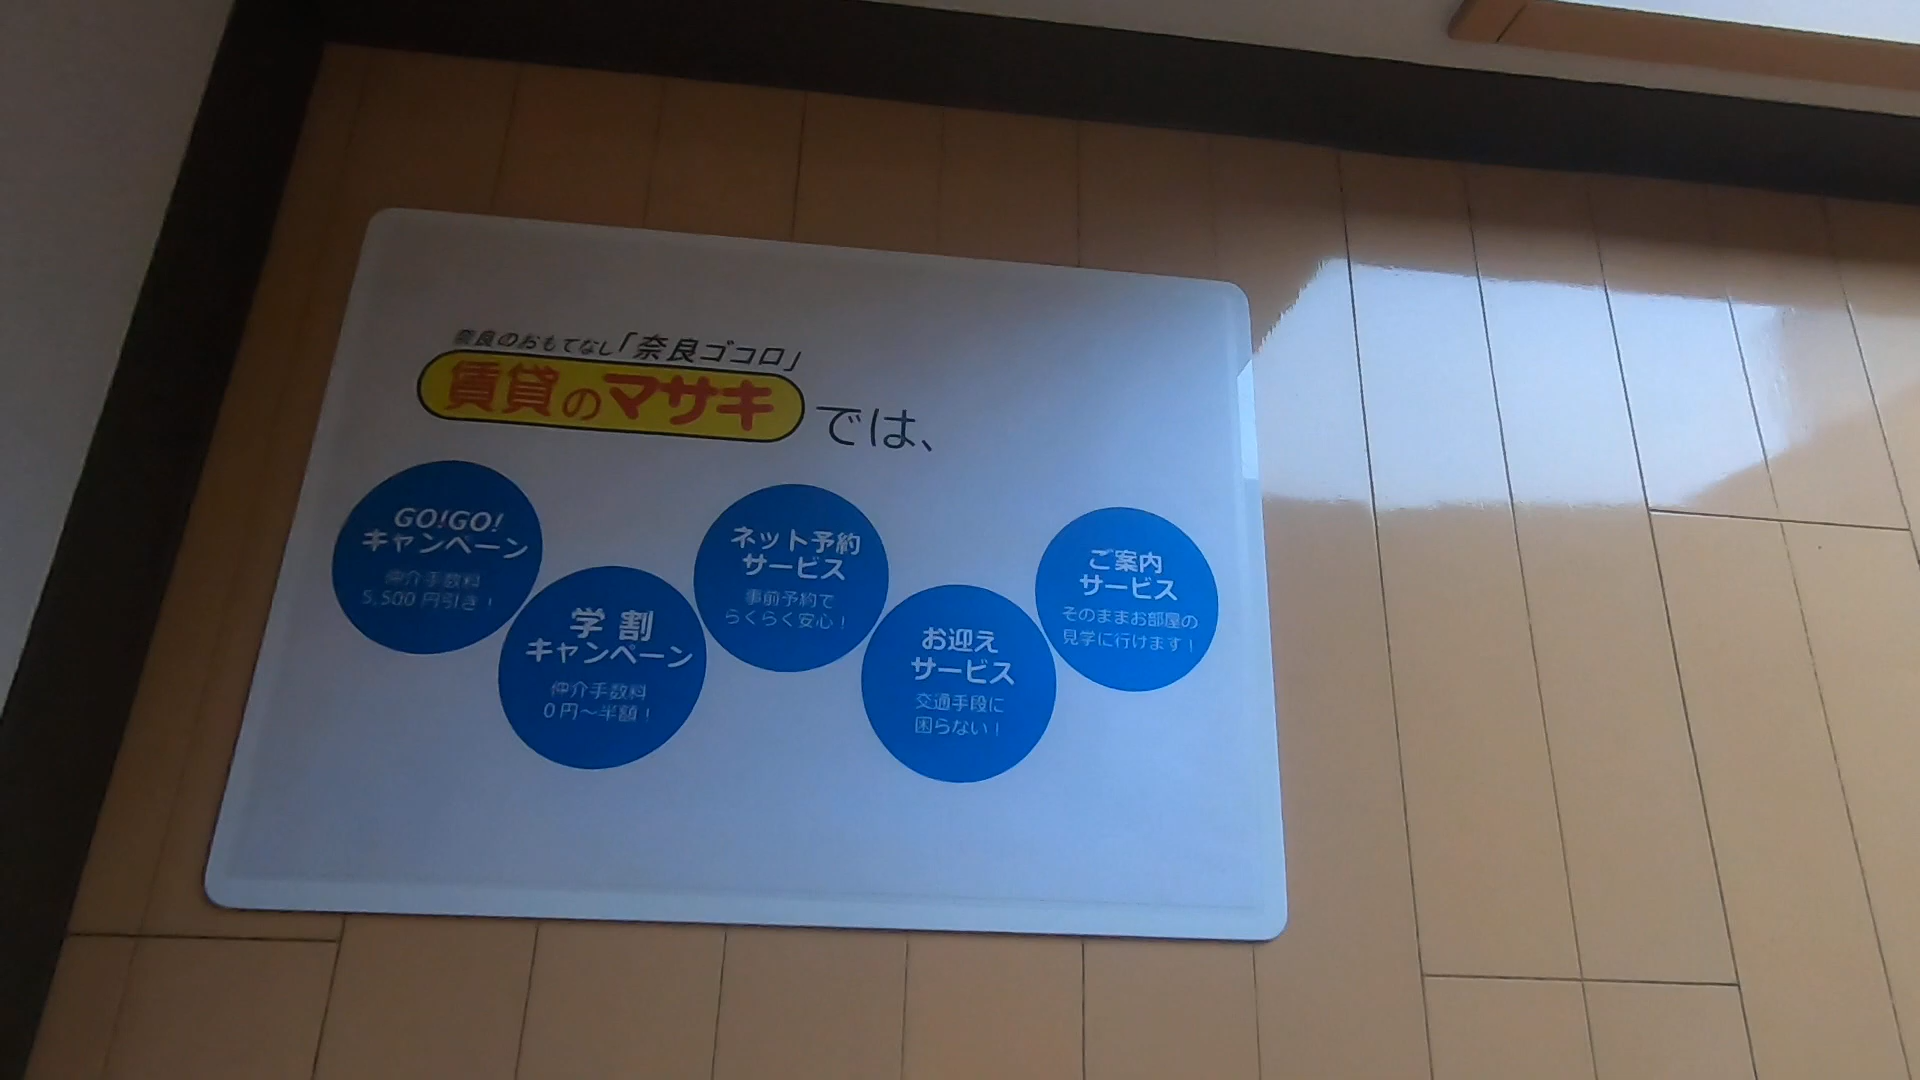 奈良のおもてなし「奈良ゴコロ」
賃貸のマサキでは、
GO!GO!
キャンペーン
仲介手数料
5,500円引き！
学割
キャンペーン
仲介手数料
0円～半額！
ネット予約
サービス
事前予約で
らくらく安心！
お迎え
サービス
交通手段に
困らない！
ご案内
サービス
そのままお部屋の
見学に行けます！